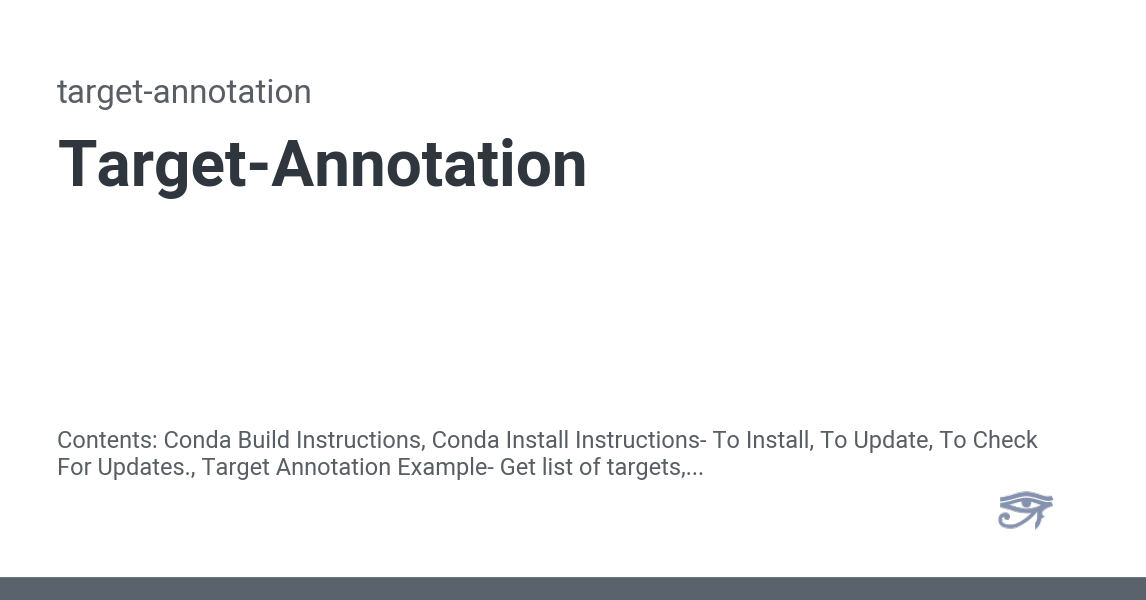 target-annotation
Target-Annotation
Contents: Conda Build Instructions, Conda Install Instructions- To Install, To Update, To Check
For Updates., Target Annotation Example- Get list of targets,...